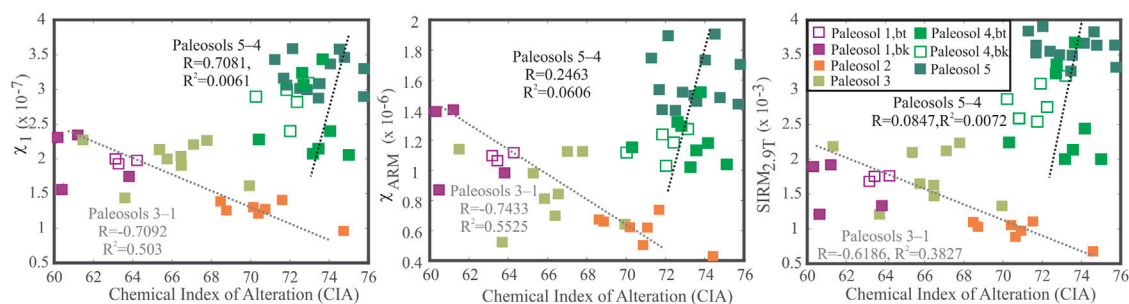 4
3.5
3
2.5
2
1.5
1
0.5
χ1 (x 10-7)
Paleosols 5–4
R=0.7081,
R2=0.0061
Paleosols 3–1
R=-0.7092
R2=0.503
60 62 64 66 68 70 72 74 76
Chemical Index of Alteration (CIA)
2
1.8
1.6
1.4
1.2
1
0.8
0.6
0.4
χARM (x 10-6)
Paleosols 5–4
R=0.2463
R2=0.0606
Paleosols 3–1
R=-0.7433
R2=0.5525
60 62 64 66 68 70 72 74 76
Chemical Index of Alteration (CIA)
4
3.5
3
2.5
2
1.5
1
0.5
SIRM2.9T (x 10-3)
Paleosol 1,bt
Paleosol 1,bk
Paleosol 2
Paleosol 3
Paleosol 4,bt
Paleosol 4,bk
Paleosol 5
Paleosols 5–4
R=0.0847,R2=0.0072
Paleosols 3–1
R=-0.6186, R2=0.3827
60 62 64 66 68 70 72 74 76
Chemical Index of Alteration (CIA)